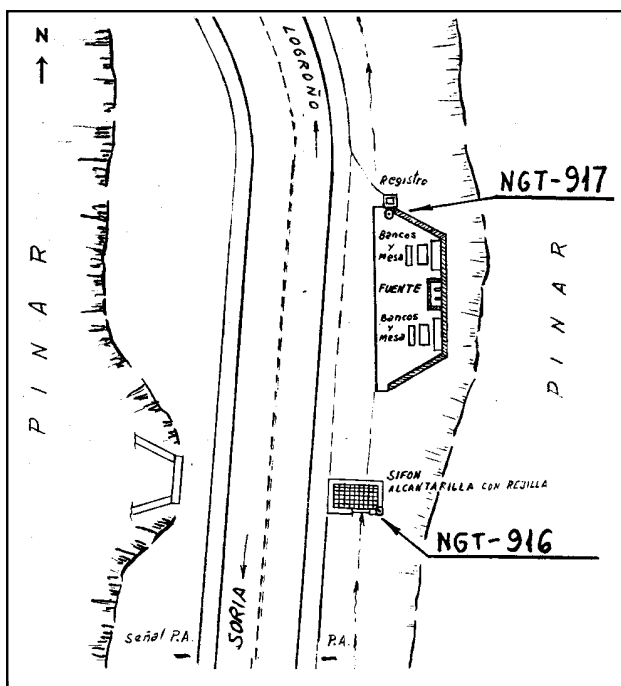 N
LOGROÑO
Registro
NGT-917
Bancos
y
Mesa
FUENTE
Bancos
y
Mesa
PINAR
PINAR
SIFON
ALCANTARILLA CON REJILLA
NGT-916
SORIA
Señal P.A.
P.A.